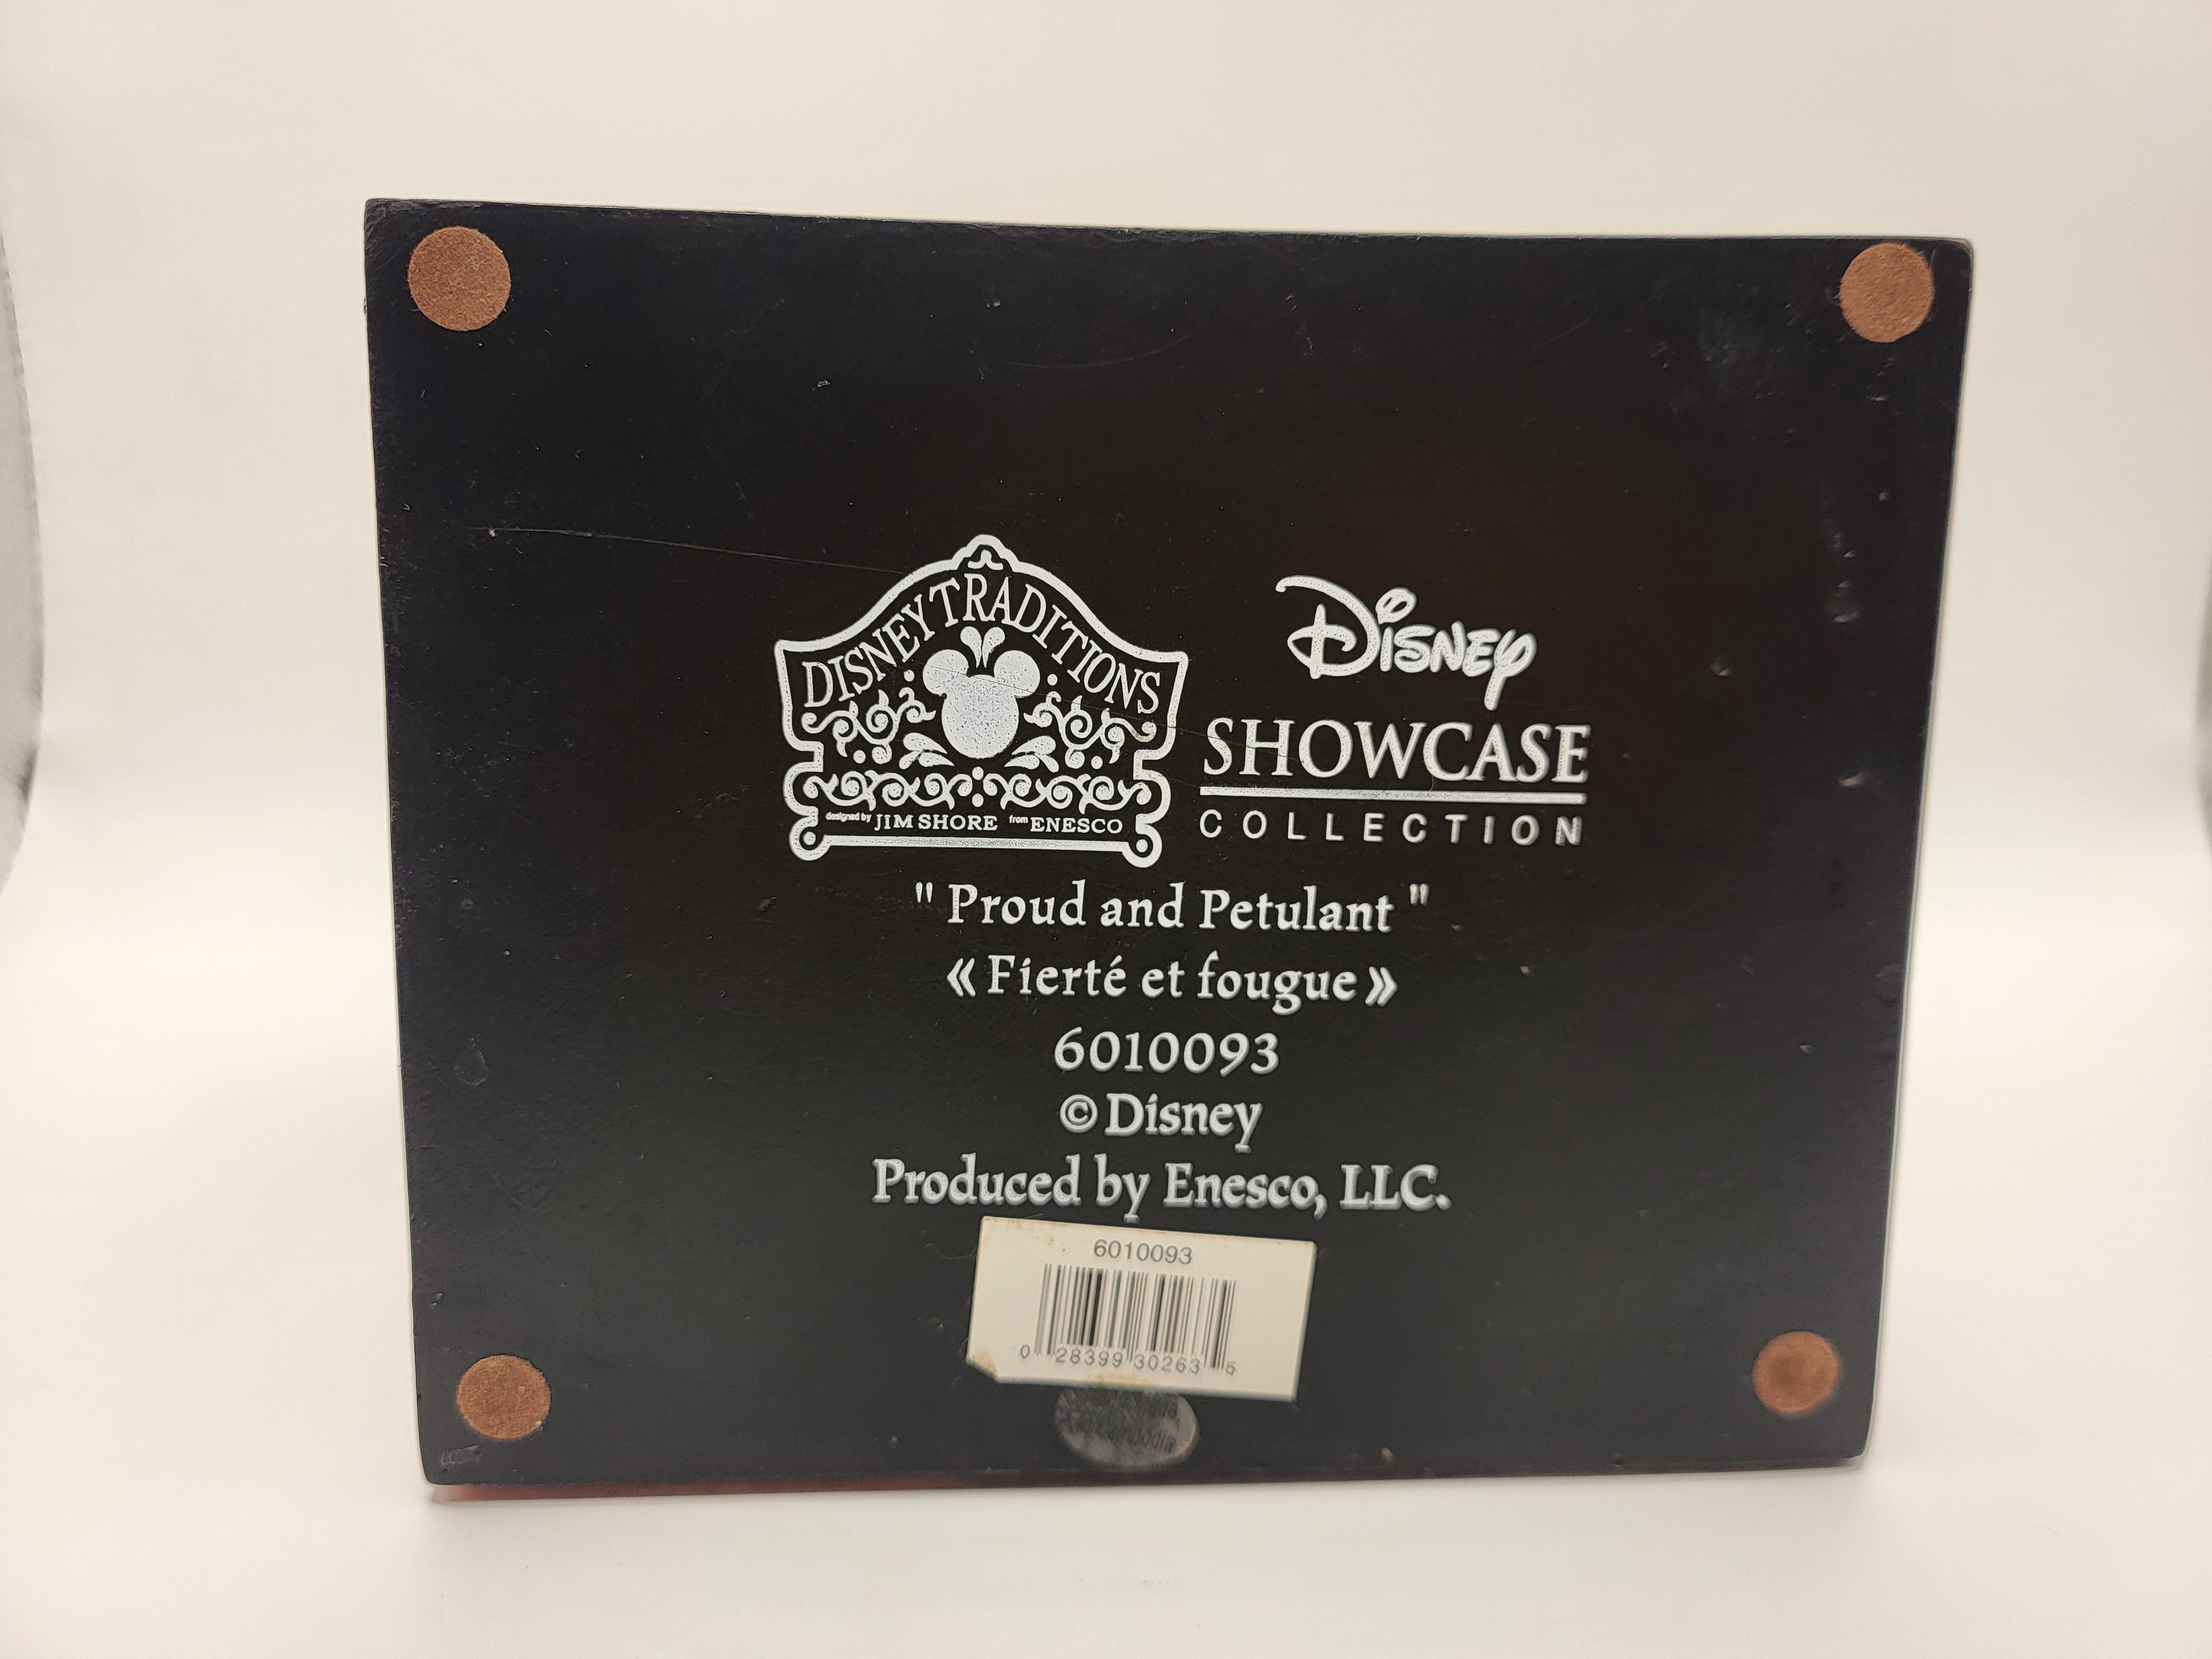 DISNEY TRADITIONS
designed by JIM SHORE from ENESCO
Disney
SHOWCASE
COLLECTION
" Proud and Petulant "
« Fierté et fougue »
6010093
© Disney
Produced by Enesco, LLC.
6010093
0 28399 30263 5
Cambodia